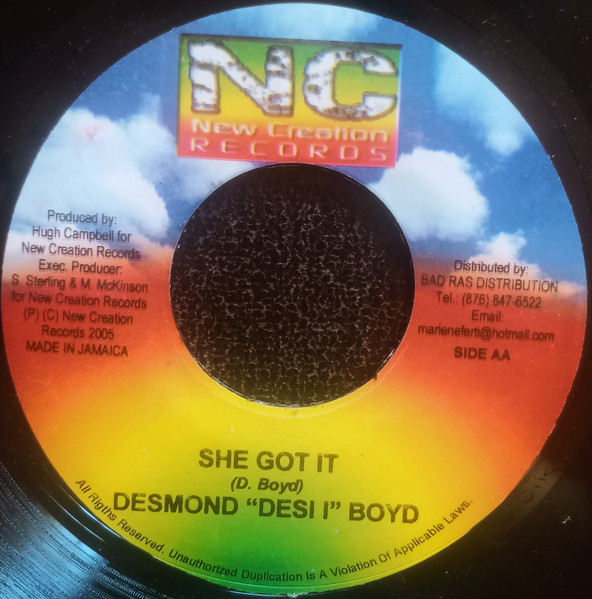 NC
New Creation
RECORDS
Produced by:
Hugh Campbell for
New Creation Records
Exec. Producer:
S. Sterling & M. McKinson
for New Creation Records
(P) (C) New Creation
Records 2005
MADE IN JAMAICA
Distributed by:
BAD RAS DISTRIBUTION
Tel.: (876) 847-6522
Email:
marleneferti@hotmail.com
SIDE AA
SHE GOT IT
(D. Boyd)
DESMOND “DESI I” BOYD
All Rigths Reserved. Unauthorized Duplication Is A Violation Of Applicable Laws.